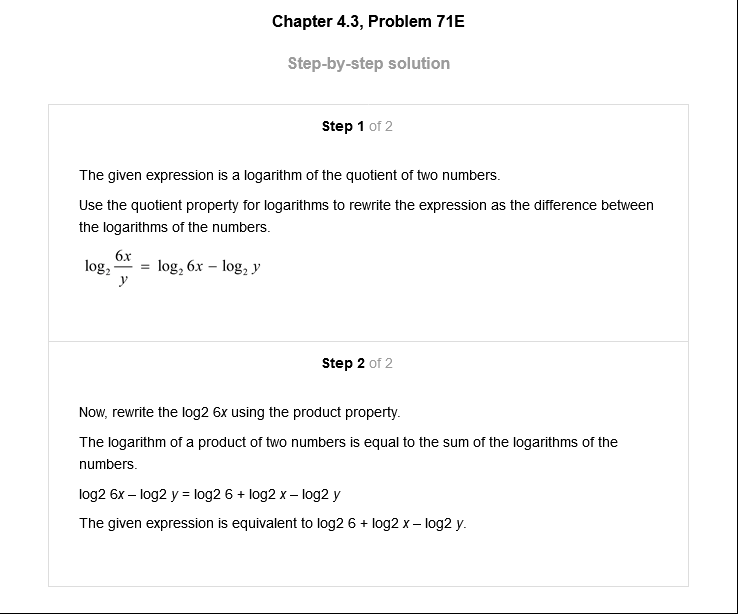 Chapter 4.3, Problem 71E
Step-by-step solution
Step 1 of 2
The given expression is a logarithm of the quotient of two numbers.
Use the quotient property for logarithms to rewrite the expression as the difference between
the logarithms of the numbers.
log₂ 6x/y = log₂ 6x – log₂ y
Step 2 of 2
Now, rewrite the log2 6x using the product property.
The logarithm of a product of two numbers is equal to the sum of the logarithms of the
numbers.
log2 6x – log2 y = log2 6 + log2 x – log2 y
The given expression is equivalent to log2 6 + log2 x – log2 y.